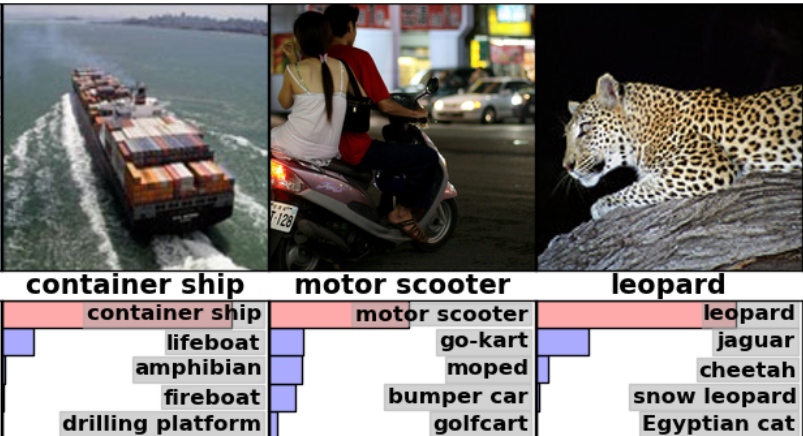 T-128
container ship
motor scooter
leopard
container ship
lifeboat
amphibian
fireboat
drilling platform
motor scooter
go-kart
moped
bumper car
golfcart
leopard
jaguar
cheetah
snow leopard
Egyptian cat